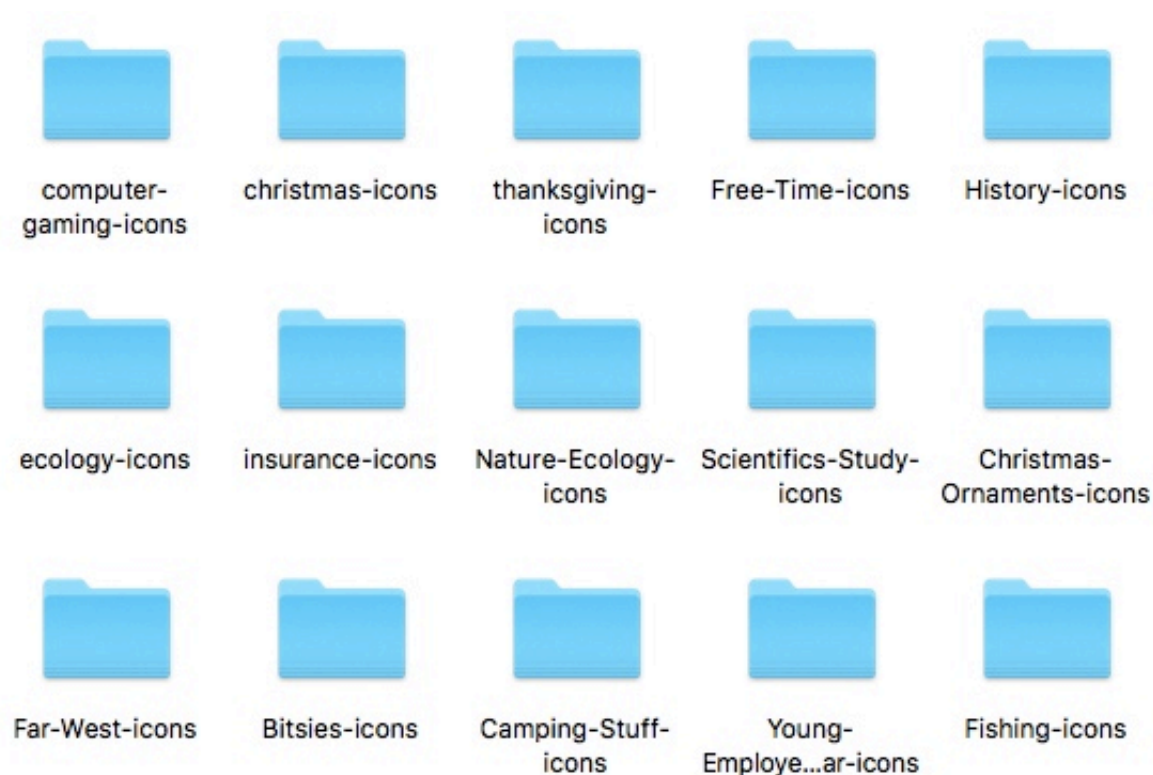 computer-
gaming-icons
christmas-icons
thanksgiving-
icons
Free-Time-icons
History-icons
ecology-icons
insurance-icons
Nature-Ecology-
icons
Scientifics-Study-
icons
Christmas-
Ornaments-icons
Far-West-icons
Bitsies-icons
Camping-Stuff-
icons
Young-
Employe...ar-icons
Fishing-icons